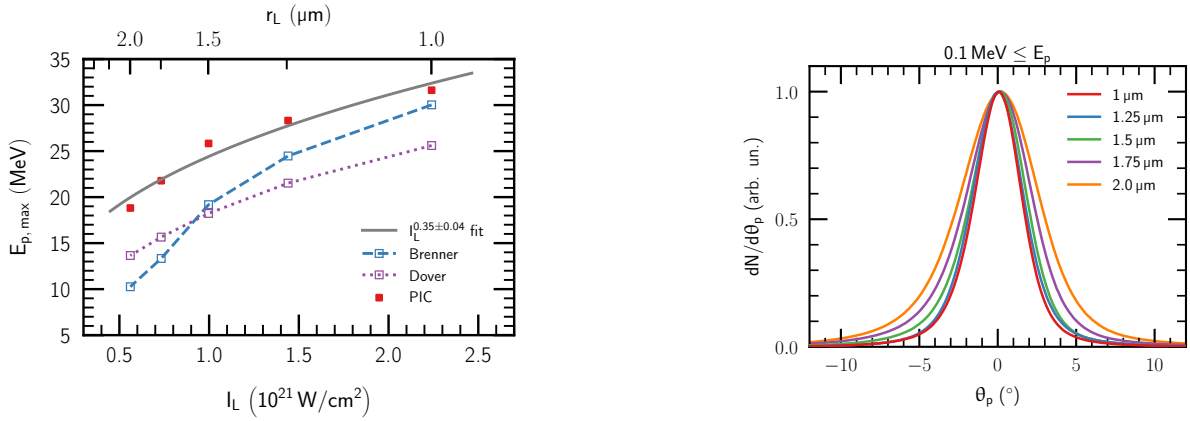 r_L (μm)
2.0 1.5 1.0
35
30
25
20
15
10
5
E_p,max (MeV)
I_L^0.35±0.04 fit
Brenner
Dover
PIC
0.5 1.0 1.5 2.0 2.5
I_L (10^21 W/cm^2)
0.1 MeV ≤ E_p
1.0
0.5
0.0
dN/dθ_p (arb. un.)
1 μm
1.25 μm
1.5 μm
1.75 μm
2.0 μm
−10 −5 0 5 10
θ_p (°)